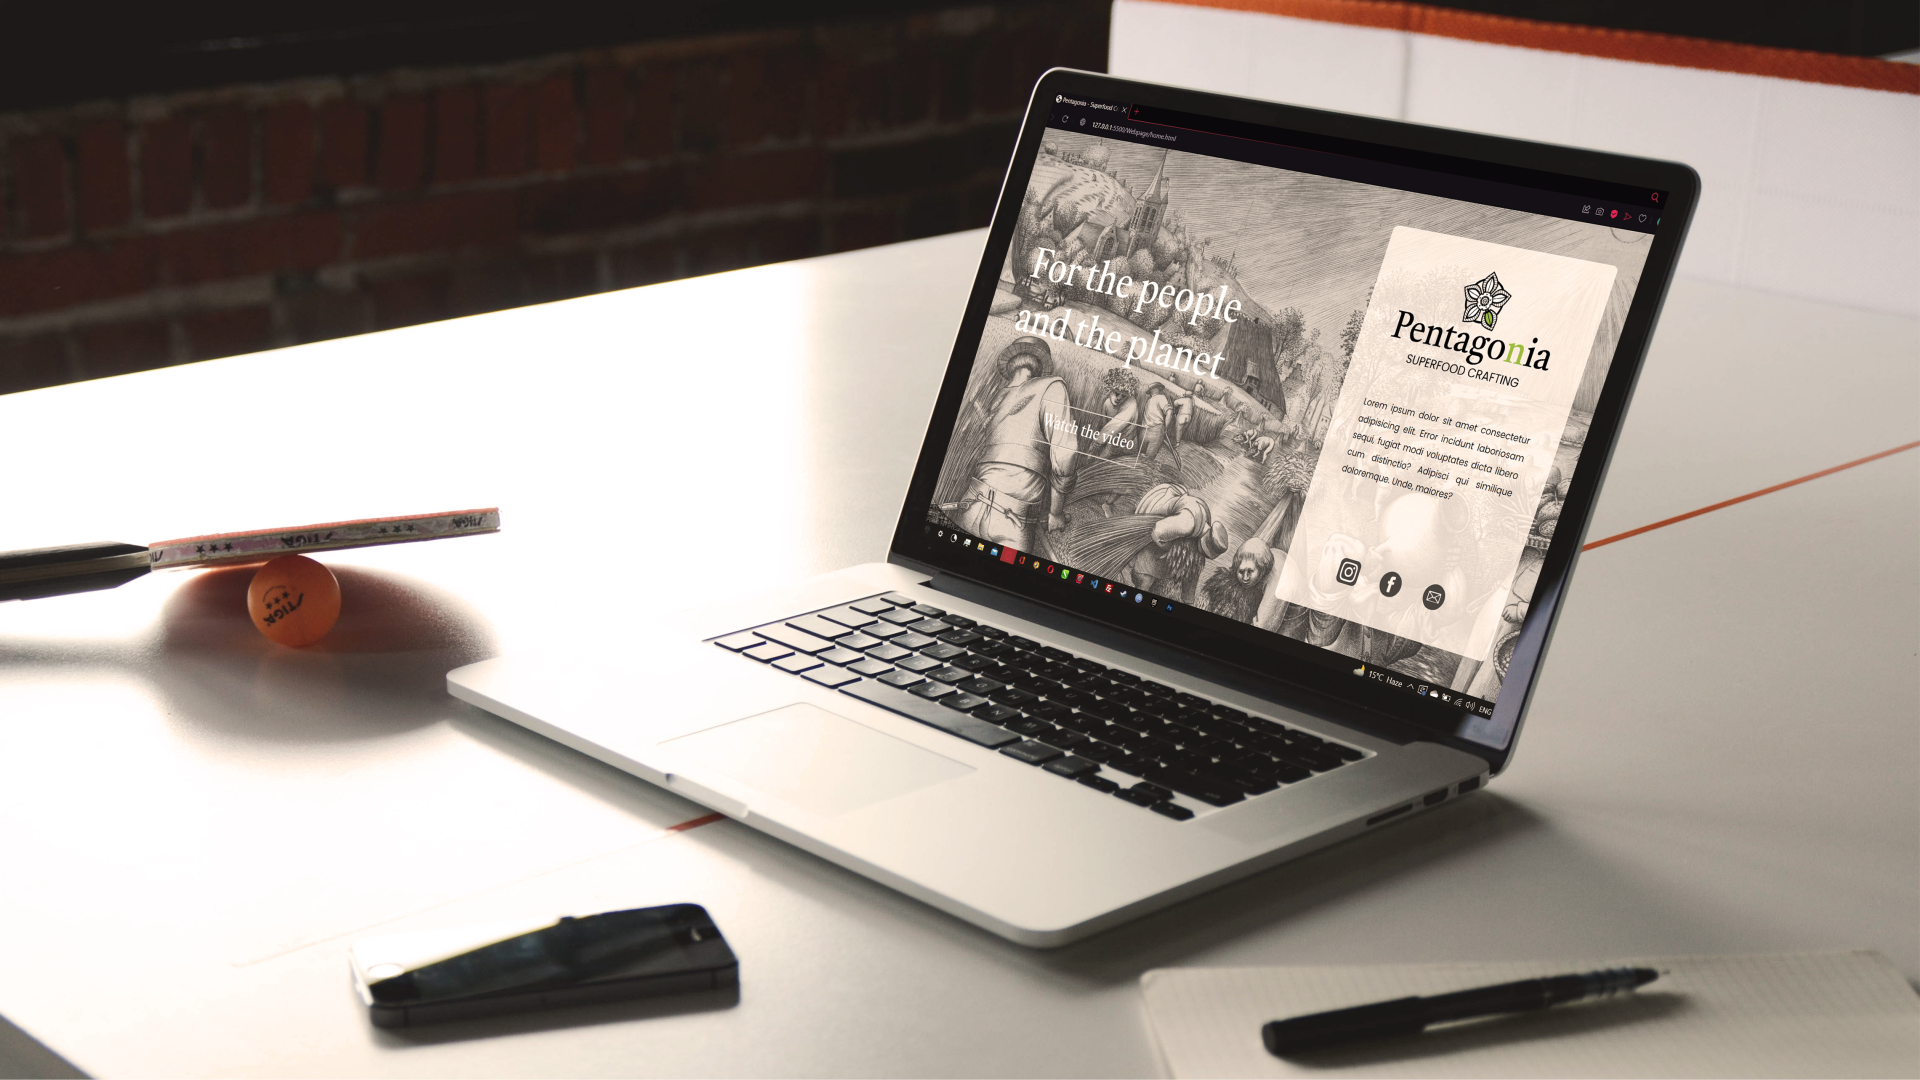 Pentagonia - Superfood Cr
127.0.0.1:5500/Webpage/home.html
For the people
and the planet
Watch the video
Pentagonia
SUPERFOOD CRAFTING
Lorem ipsum dolor sit amet consectetur
adipisicing elit. Error incidunt laboriosam
sequi, fugiat modi voluptates dicta libero
cum distinctio? Adipisci qui similique
doloremque. Unde, maiores?
15°C Haze
ENG
STIGA
STIGA
STIGA